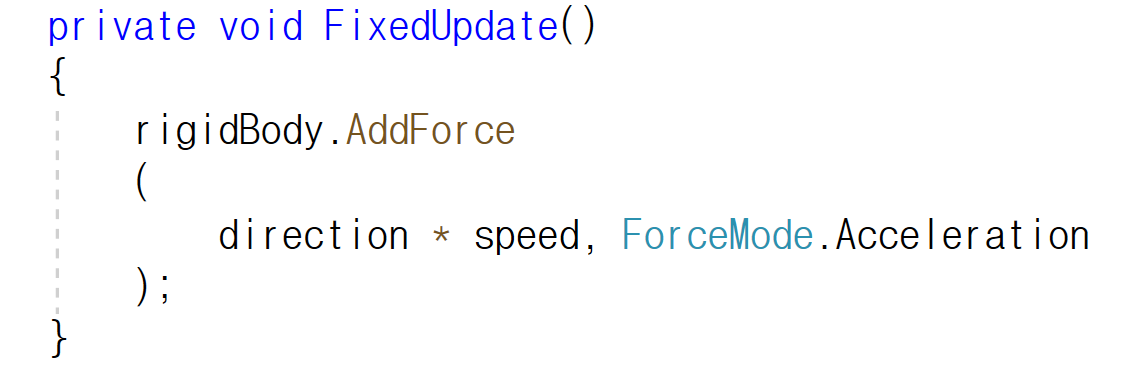 private void FixedUpdate()
{
    rigidBody.AddForce
    (
        direction * speed, ForceMode.Acceleration
    );
}